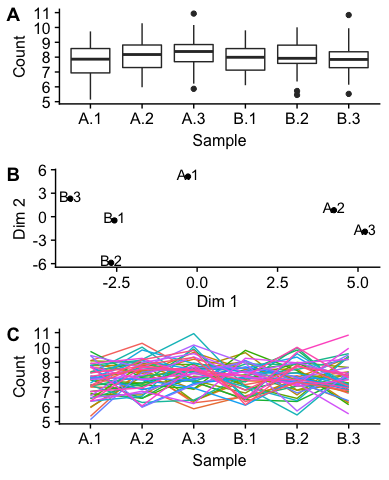 A
11
10
9
8
7
6
5
Count
A.1 A.2 A.3 B.1 B.2 B.3
Sample
B
6
3
0
-3
-6
Dim 2
A.1
B.3
A.2
B.1
A.3
B.2
-2.5 0.0 2.5 5.0
Dim 1
C
11
10
9
8
7
6
5
Count
A.1 A.2 A.3 B.1 B.2 B.3
Sample